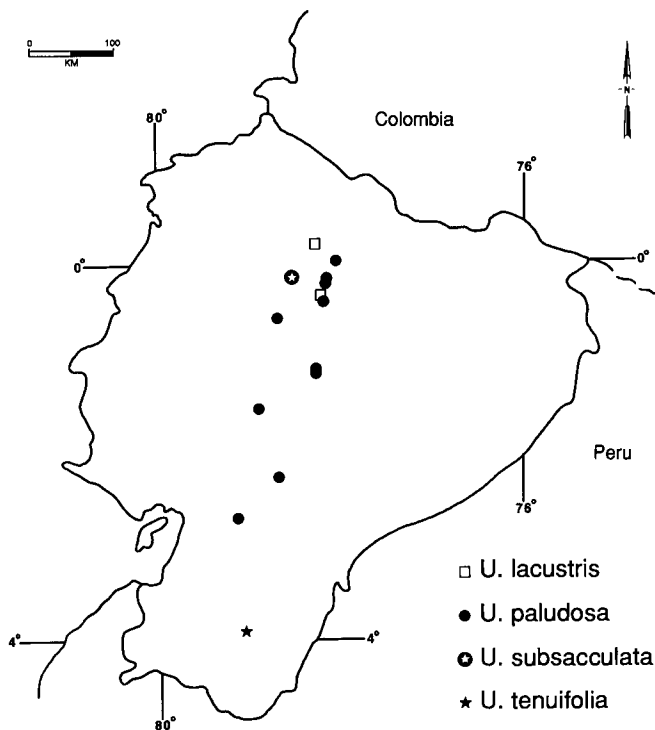 0 100
KM
N
80°
Colombia
76°
0°
0°
Peru
76°
U. lacustris
U. paludosa
U. subsacculata
4°
4°
U. tenuifolia
80°